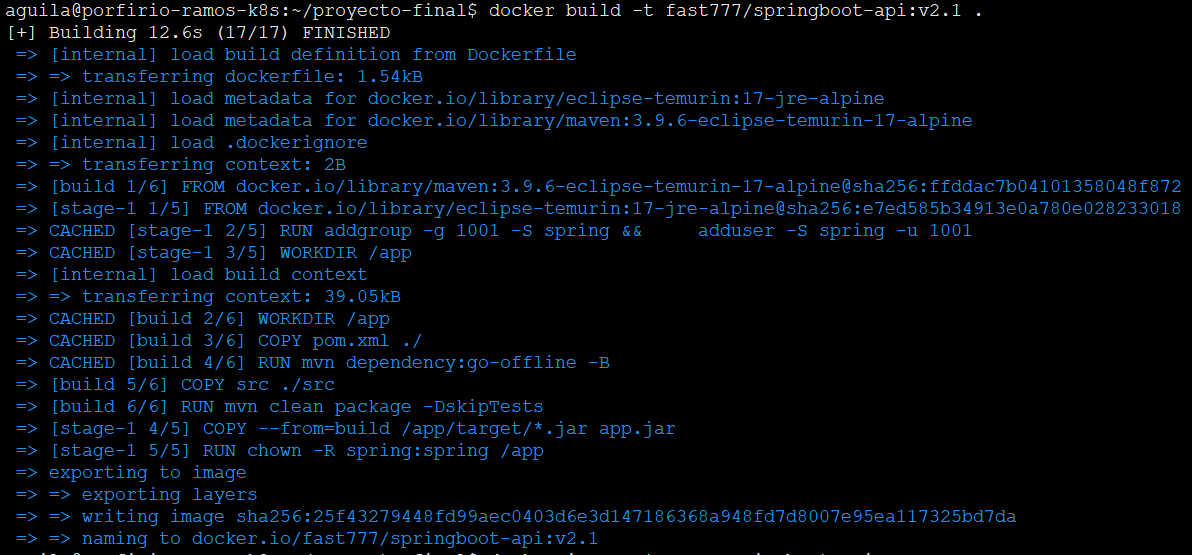 aguila@porfirio-ramos-k8s:~/proyecto-final$ docker build -t fast777/springboot-api:v2.1 .
[+] Building 12.6s (17/17) FINISHED
=> [internal] load build definition from Dockerfile
=> => transferring dockerfile: 1.54kB
=> [internal] load metadata for docker.io/library/eclipse-temurin:17-jre-alpine
=> [internal] load metadata for docker.io/library/maven:3.9.6-eclipse-temurin-17-alpine
=> [internal] load .dockerignore
=> => transferring context: 2B
=> [build 1/6] FROM docker.io/library/maven:3.9.6-eclipse-temurin-17-alpine@sha256:ffddac7b04101358048f872
=> [stage-1 1/5] FROM docker.io/library/eclipse-temurin:17-jre-alpine@sha256:e7ed585b34913e0a780e028233018
=> CACHED [stage-1 2/5] RUN addgroup -g 1001 -S spring &&     adduser -S spring -u 1001
=> CACHED [stage-1 3/5] WORKDIR /app
=> [internal] load build context
=> => transferring context: 39.05kB
=> CACHED [build 2/6] WORKDIR /app
=> CACHED [build 3/6] COPY pom.xml ./
=> CACHED [build 4/6] RUN mvn dependency:go-offline -B
=> [build 5/6] COPY src ./src
=> [build 6/6] RUN mvn clean package -DskipTests
=> [stage-1 4/5] COPY --from=build /app/target/*.jar app.jar
=> [stage-1 5/5] RUN chown -R spring:spring /app
=> exporting to image
=> => exporting layers
=> => writing image sha256:25f43279448fd99aec0403d6e3d147186368a948fd7d8007e95ea117325bd7da
=> => naming to docker.io/fast777/springboot-api:v2.1